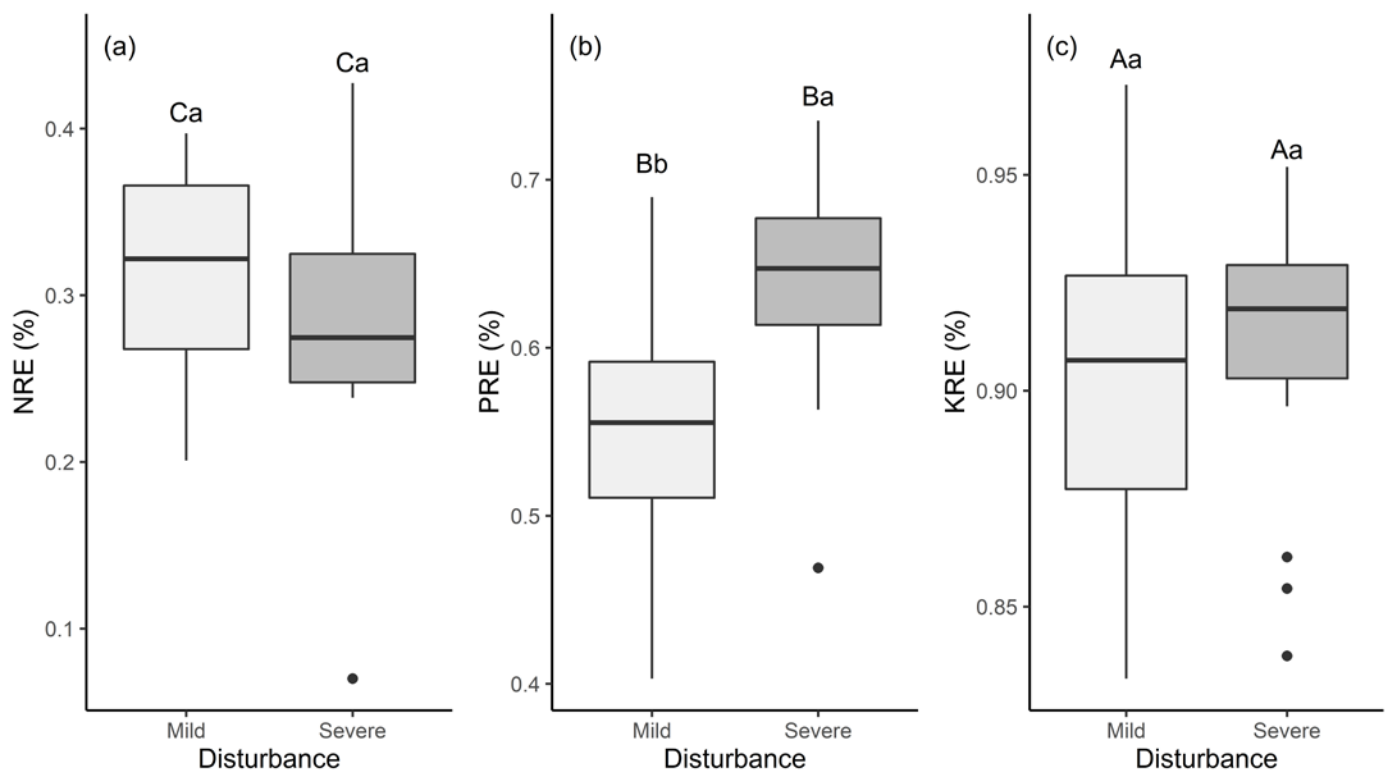 (a)
Ca
Ca
0.4
0.3
0.2
0.1
NRE (%)
Mild
Severe
Disturbance
(b)
Bb
Ba
0.7
0.6
0.5
0.4
PRE (%)
Mild
Severe
Disturbance
(c)
Aa
Aa
0.95
0.90
0.85
KRE (%)
Mild
Severe
Disturbance